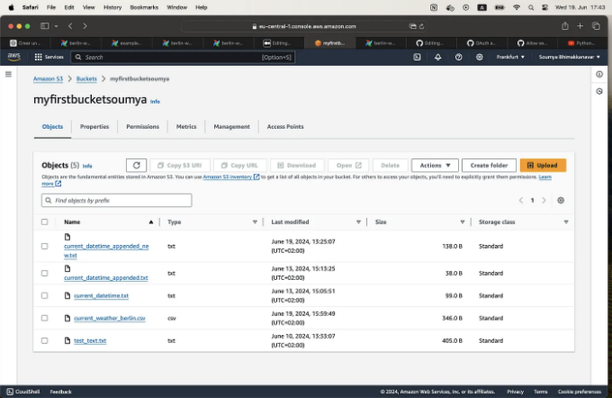 Safari File Edit View History Bookmarks Window Help
Wed 19. Jun 17:43
eu-central-1.console.aws.amazon.com
berlin-w...
example...
berlin-w...
berlin-w...
Editing...
myfirstb...
berlin-w...
Editing...
Python...
aws
Services
Search
[Option+S]
Frankfurt
Soumya Bhimakkanavar
Amazon S3 > Buckets > myfirstbucketsoumya
myfirstbucketsoumya Info
Objects Properties Permissions Metrics Management Access Points
Objects (5) Info
Copy S3 URI Copy URL Download Open Delete Actions Create folder Upload
Objects are the fundamental entities stored in Amazon S3. You can use Amazon S3 inventory to get a list of all objects in your bucket. For others to access your objects, you'll need to explicitly grant them permissions. Learn
more
Find objects by prefix
1
Name Type Last modified Size Storage class
current_datetime_appended_ne
w.txt
txt
June 19, 2024, 13:25:07
(UTC+02:00)
138.0 B
Standard
current_datetime_appended.txt
txt
June 13, 2024, 15:13:25
(UTC+02:00)
38.0 B
Standard
current_datetime.txt
txt
June 13, 2024, 15:05:51
(UTC+02:00)
99.0 B
Standard
current_weather_berlin.csv
csv
June 19, 2024, 15:59:49
(UTC+02:00)
346.0 B
Standard
test_text.txt
txt
June 10, 2024, 13:33:07
(UTC+02:00)
405.0 B
Standard
CloudShell Feedback
© 2024, Amazon Web Services, Inc. or its affiliates. Privacy Terms Cookie preferences